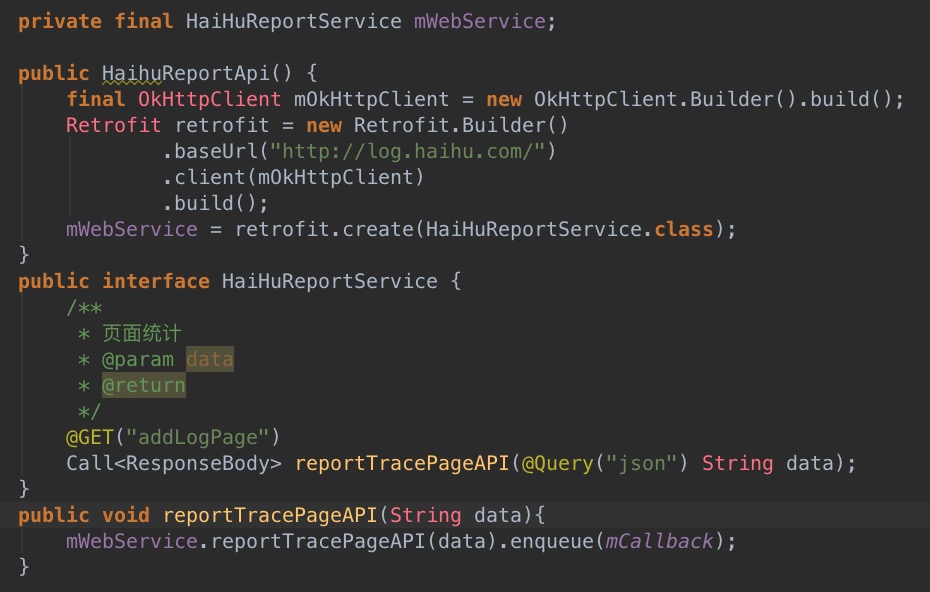 private final HaiHuReportService mWebService;
public HaihuReportApi() {
final OkHttpClient mOkHttpClient = new OkHttpClient.Builder().build();
Retrofit retrofit = new Retrofit.Builder()
.baseUrl("http://log.haihu.com/")
.client(mOkHttpClient)
.build();
mWebService = retrofit.create(HaiHuReportService.class);
}
public interface HaiHuReportService {
/**
* 页面统计
* @param data
* @return
*/
@GET("addLogPage")
Call<ResponseBody> reportTracePageAPI(@Query("json") String data);
}
public void reportTracePageAPI(String data){
mWebService.reportTracePageAPI(data).enqueue(mCallback);
}